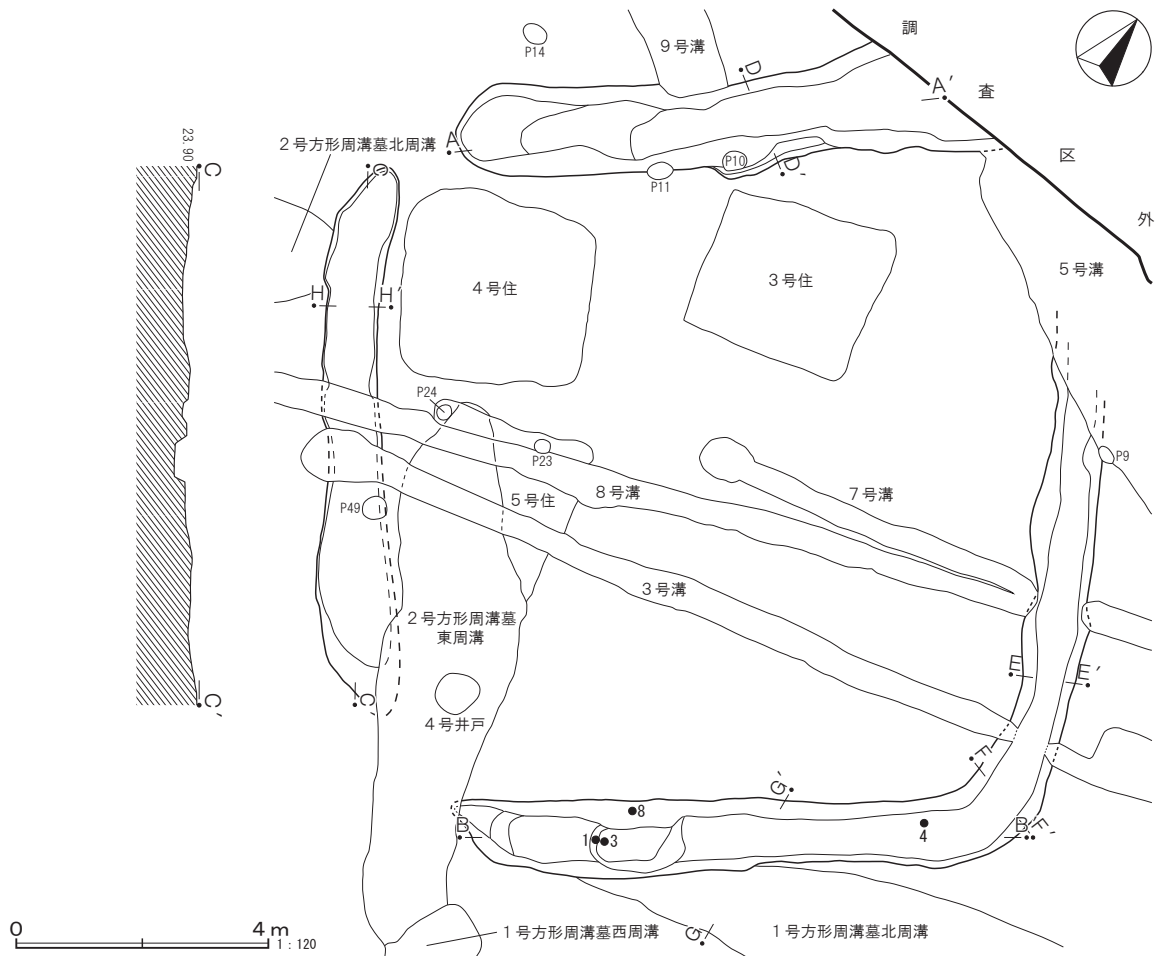 P14
9号溝
D
調
査
区
外
A′
23.90
C
2号方形周溝墓北周溝
A
P10
P11
D′
5号溝
4号住
3号住
H
H′
P24
P23
P9
5号住
8号溝
7号溝
P49
3号溝
2号方形周溝墓
東周溝
E
E′
C′
C′
4号井戸
F
G′
8
B
1
3
4
B′
F′
G
0
4m
1:120
1号方形周溝墓西周溝
1号方形周溝墓北周溝